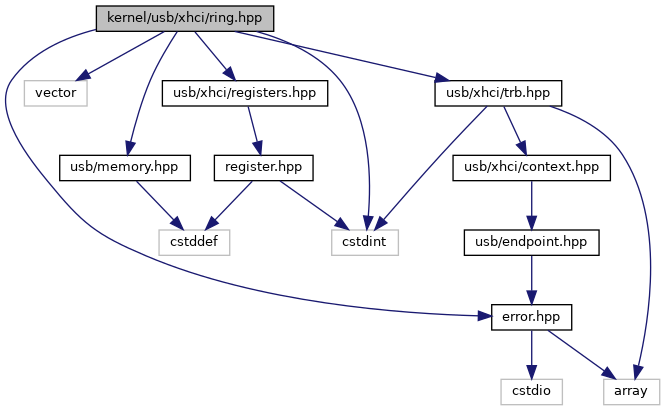 kernel/usb/xhci/ring.hpp
vector
usb/xhci/registers.hpp
usb/xhci/trb.hpp
usb/memory.hpp
register.hpp
usb/xhci/context.hpp
cstddef
cstdint
usb/endpoint.hpp
error.hpp
cstdio
array